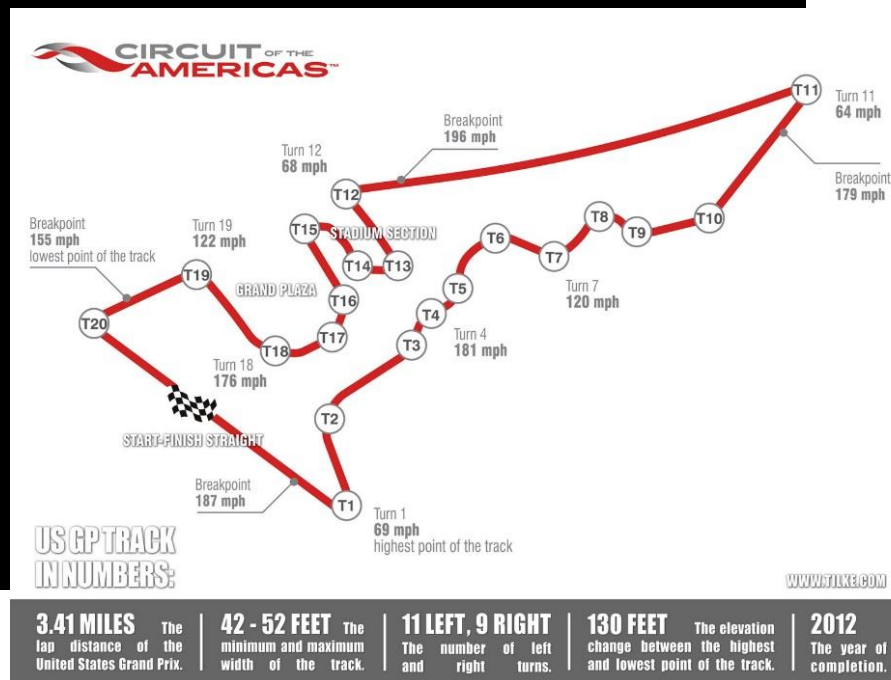 CIRCUIT OF THE
AMERICAS™
T11
Turn 11
64 mph
Breakpoint
196 mph
Turn 12
68 mph
T12
Breakpoint
179 mph
Breakpoint
155 mph
lowest point of the track
Turn 19
122 mph
T15
STADIUM SECTION
T8
T10
T6
T9
T7
T14
T13
T19
GRAND PLAZA
T5
Turn 7
120 mph
T16
T4
T20
T17
T3
Turn 4
181 mph
T18
Turn 18
176 mph
T2
START-FINISH STRAIGHT
Breakpoint
187 mph
T1
Turn 1
69 mph
highest point of the track
US GP TRACK
IN NUMBERS:
WWW.TILKE.COM
3.41 MILES The
lap distance of the
United States Grand Prix.
42 - 52 FEET The
minimum and maximum
width of the track.
11 LEFT, 9 RIGHT
The number of left
and right turns.
130 FEET The elevation
change between the highest
and lowest point of the track.
2012
The year of
completion.